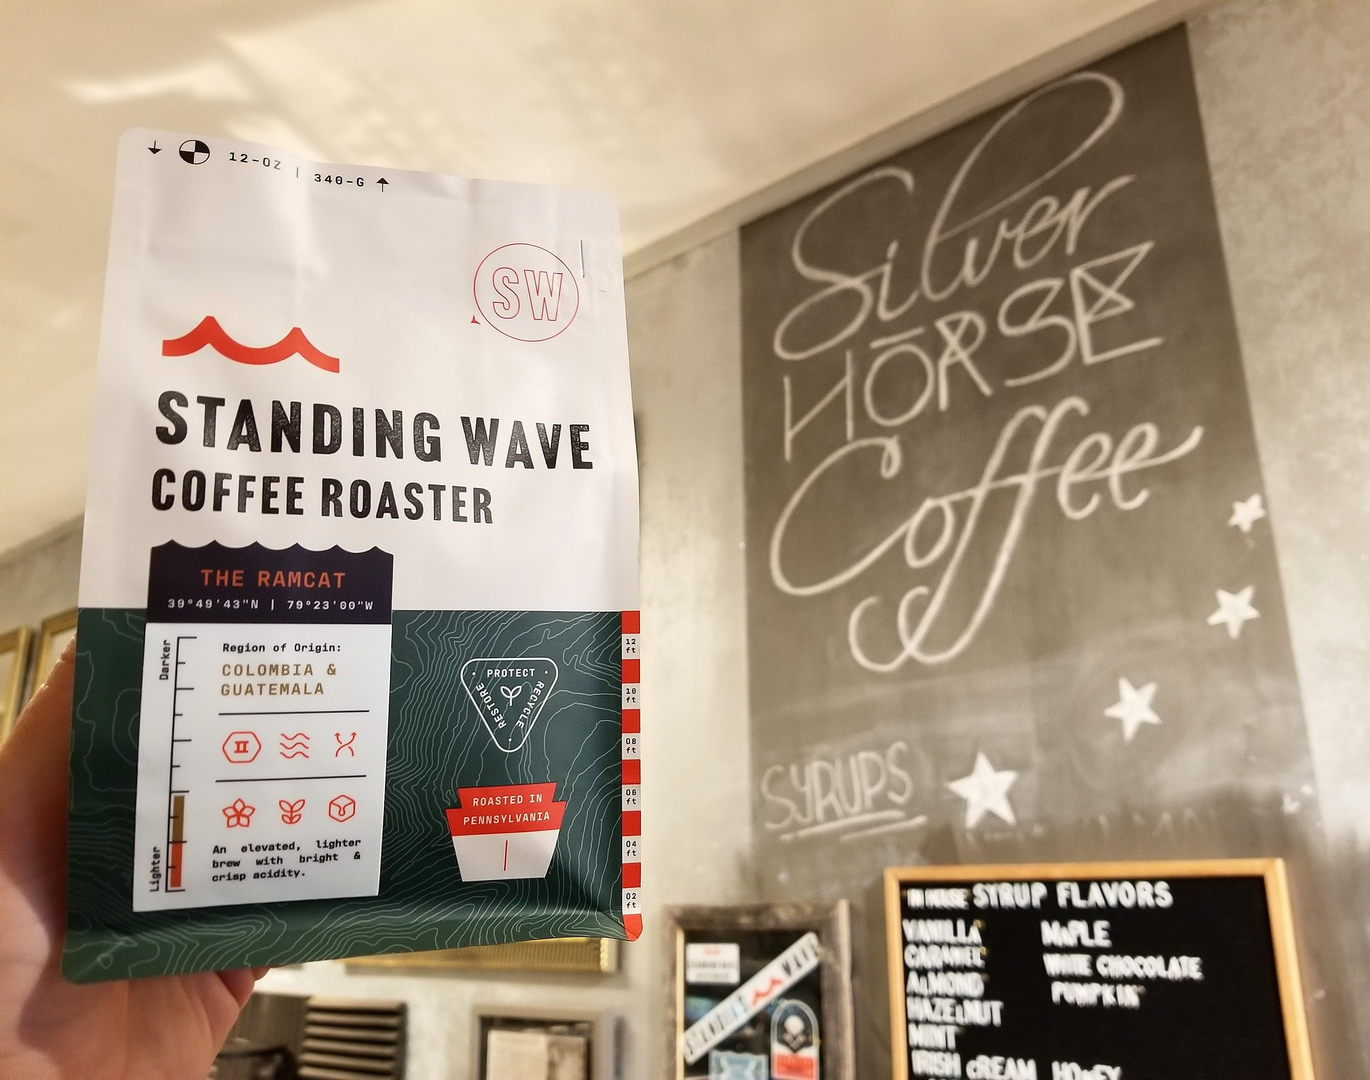 12-OZ | 340-G
SW
STANDING WAVE
COFFEE ROASTER
THE RAMCAT
39°49'43"N | 79°23'00"W
Darker
Lighter
Region of Origin:
COLOMBIA &
GUATEMALA
II
An elevated, lighter
brew with bright &
crisp acidity.
PROTECT
RECYCLE
RESTORE
ROASTED IN
PENNSYLVANIA
12 ft
10 ft
08 ft
06 ft
04 ft
02 ft
Silver
HORSE
Coffee
SYRUPS
IN HOUSE SYRUP FLAVORS
VANILLA
CARAMEL
ALMOND
HAZELNUT
MINT
IRISH CREAM
MAPLE
WHITE CHOCOLATE
PUMPKIN
HONEY
STANDING WAVE